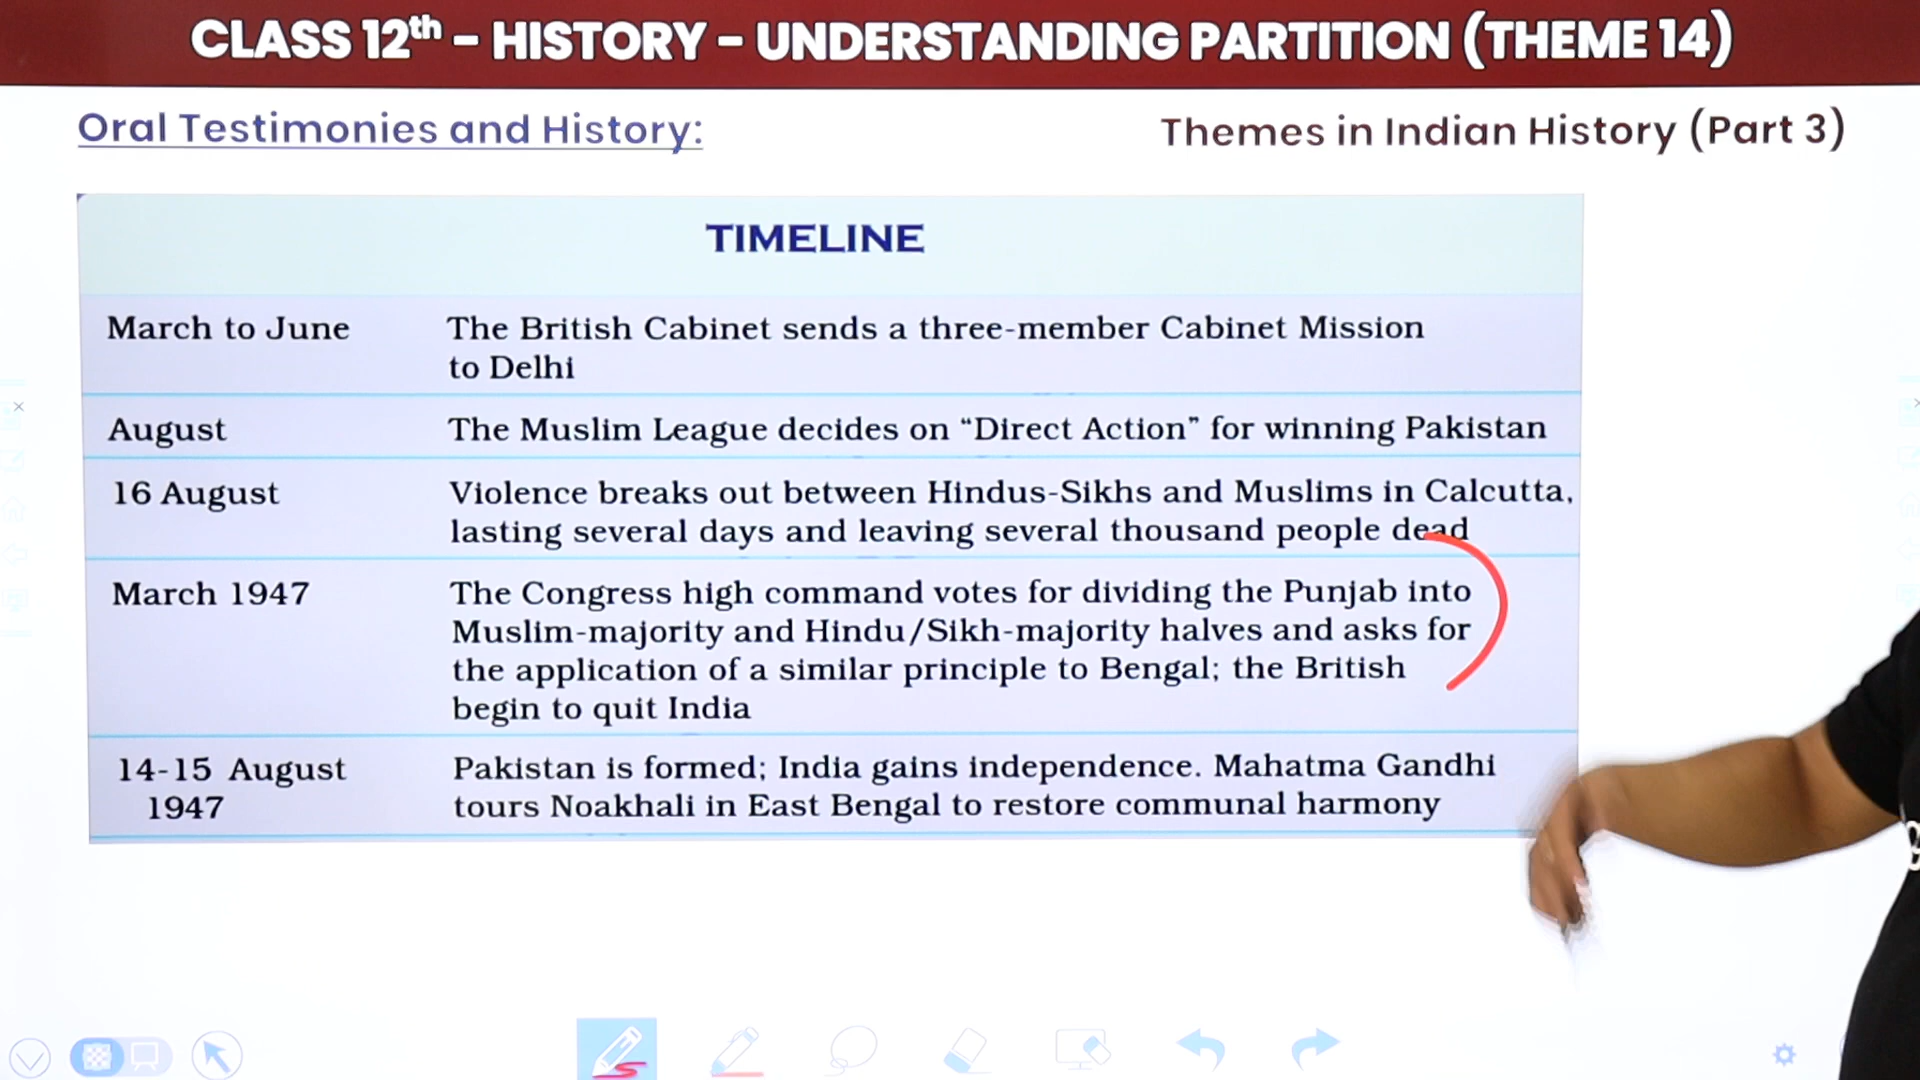 CLASS 12th – HISTORY – UNDERSTANDING PARTITION (THEME 14)
Oral Testimonies and History:
Themes in Indian History (Part 3)
TIMELINE
March to June The British Cabinet sends a three-member Cabinet Mission
to Delhi
August The Muslim League decides on “Direct Action” for winning Pakistan
16 August Violence breaks out between Hindus-Sikhs and Muslims in Calcutta,
lasting several days and leaving several thousand people dead
March 1947 The Congress high command votes for dividing the Punjab into
Muslim-majority and Hindu/Sikh-majority halves and asks for
the application of a similar principle to Bengal; the British
begin to quit India
14-15 August Pakistan is formed; India gains independence. Mahatma Gandhi
1947 tours Noakhali in East Bengal to restore communal harmony